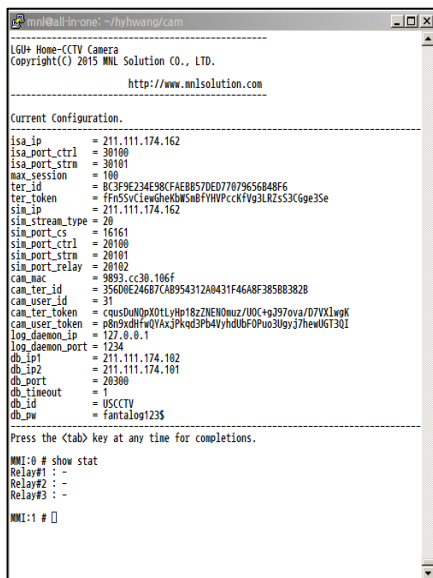 mnl@all-in-one: ~/hyhwang/cam
LGU+ Home-CCTV Camera
Copyright(C) 2015 MNL Solution CO., LTD.
http://www.mnlsolution.com
Current Configuration.
isa_ip = 211.111.174.162
isa_port_ctrl = 30100
isa_port_strm = 30101
max_session = 100
ter_id = BC3F9E234E98CFAEBB57DED77079656B48F6
ter_token = fFn5SvCiewGheKbWSmBfYHVPccKfVg3LRZsS3CGge3Se
sim_ip = 211.111.174.162
sim_stream_type = 20
sim_port_cs = 16161
sim_port_ctrl = 20100
sim_port_strm = 20101
sim_port_relay = 20102
cam_mac = 9893.cc30.106f
cam_ter_id = 356D0E246B7CAB954312A0431F46A8F385BB382B
cam_user_id = 31
cam_ter_token = cqusDuNQpXOtLyHp18zZNENOmuz/UOC+gJ97ova/D7VXlwgK
cam_user_token = p8n9xdHfwQYAxjPkqd3Pb4VyhdUbFOPuo3Ugyj7hewUGT3QI
log_daemon_ip = 127.0.0.1
log_daemon_port = 1234
db_ip1 = 211.111.174.102
db_ip2 = 211.111.174.101
db_port = 20300
db_timeout = 1
db_id = USCCTV
db_pw = fantalog123$
Press the <tab> key at any time for completions.
MMI:0 # show stat
Relay#1 : -
Relay#2 : -
Relay#3 : -
MMI:1 #